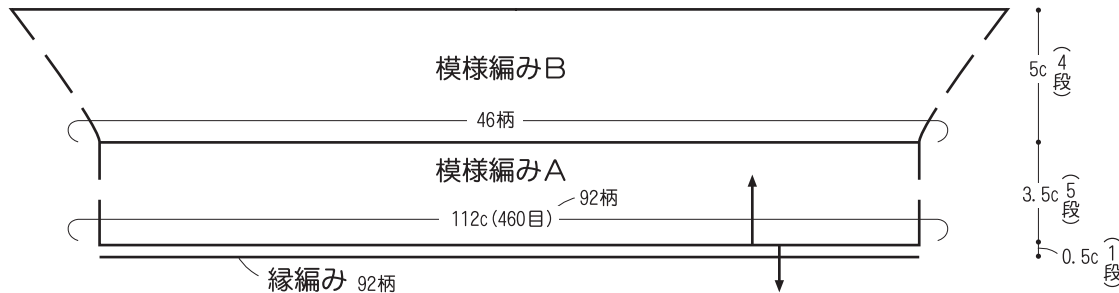 模様編みB
5c（4段）
46柄
模様編みA
92柄
3.5c（5段）
112c（460目）
0.5c（1段）
縁編み 92柄